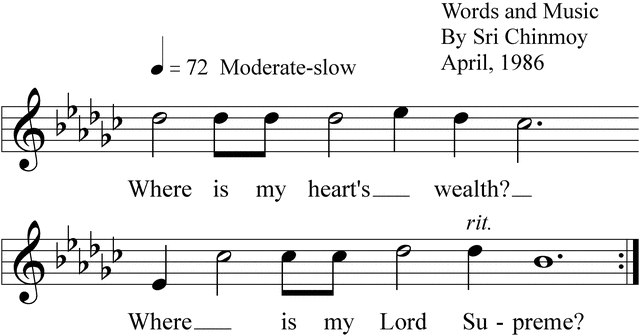 Words and Music
By Sri Chinmoy
April, 1986
= 72 Moderate-slow
Where is my heart's wealth?
rit.
Where is my Lord Su - preme?